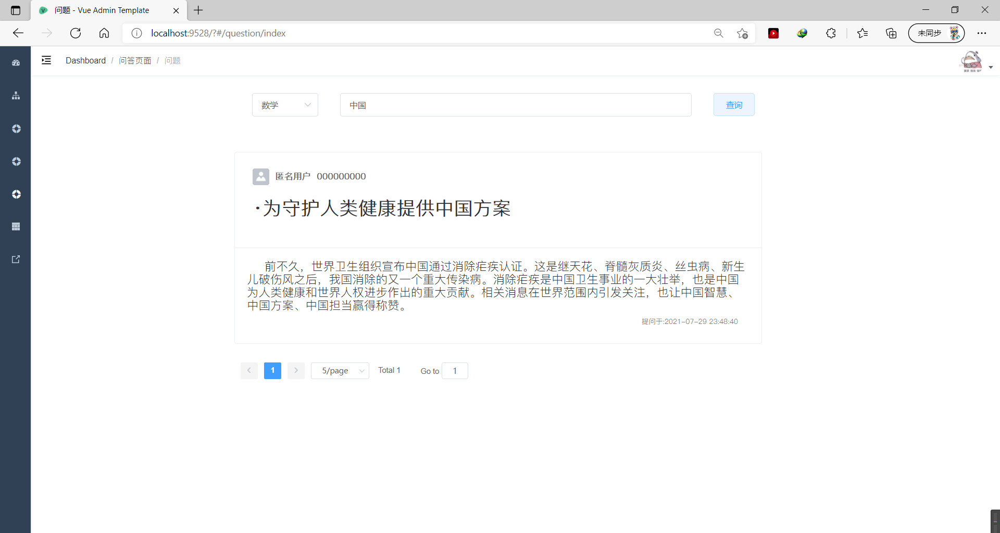 问题 - Vue Admin Template
localhost:9528/?#/question/index
未同步
Dashboard / 问答页面 / 问题
数学
中国
查询
匿名用户 000000000
·为守护人类健康提供中国方案
前不久，世界卫生组织宣布中国通过消除疟疾认证。这是继天花、脊髓灰质炎、丝虫病、新生
儿破伤风之后，我国消除的又一个重大传染病。消除疟疾是中国卫生事业的一大壮举，也是中国
为人类健康和世界人权进步作出的重大贡献。相关消息在世界范围内引发关注，也让中国智慧、
中国方案、中国担当赢得称赞。
提问于:2021-07-29 23:48:40
1 5/page Total 1 Go to 1